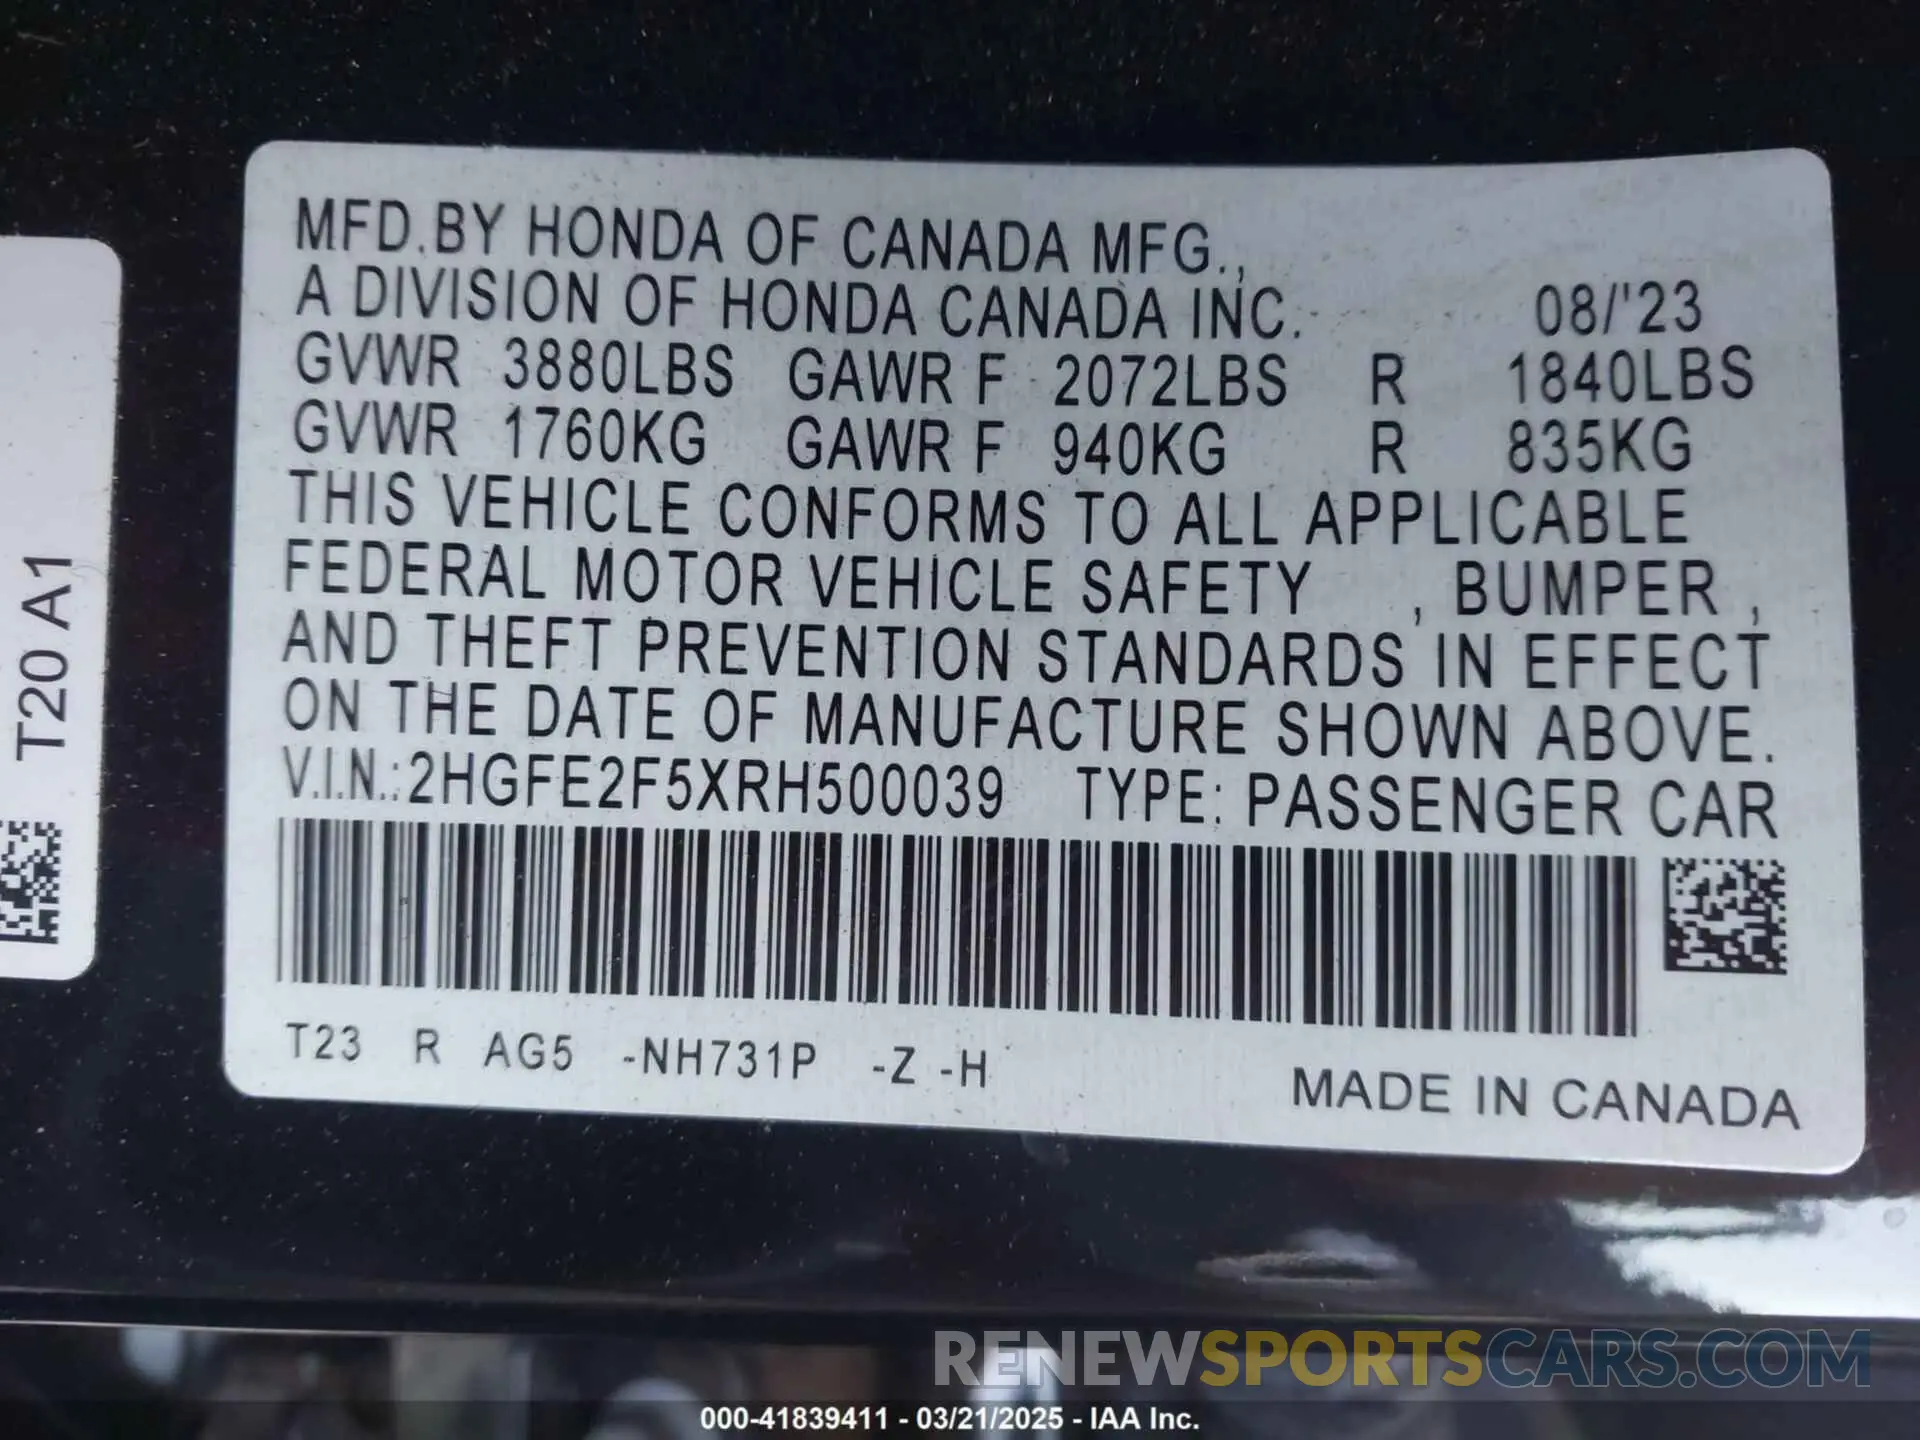 MFD.BY HONDA OF CANADA MFG.,
A DIVISION OF HONDA CANADA INC. 08/'23
GVWR 3880LBS GAWR F 2072LBS R 1840LBS
GVWR 1760KG GAWR F 940KG R 835KG
THIS VEHICLE CONFORMS TO ALL APPLICABLE
FEDERAL MOTOR VEHICLE SAFETY , BUMPER ,
AND THEFT PREVENTION STANDARDS IN EFFECT
ON THE DATE OF MANUFACTURE SHOWN ABOVE.
V.I.N.:2HGFE2F5XRH500039 TYPE: PASSENGER CAR
T23 R AG5 -NH731P -Z -H
MADE IN CANADA
T20 A1
RENEWSPORTSCARS.COM
000-41839411 - 03/21/2025 - IAA Inc.